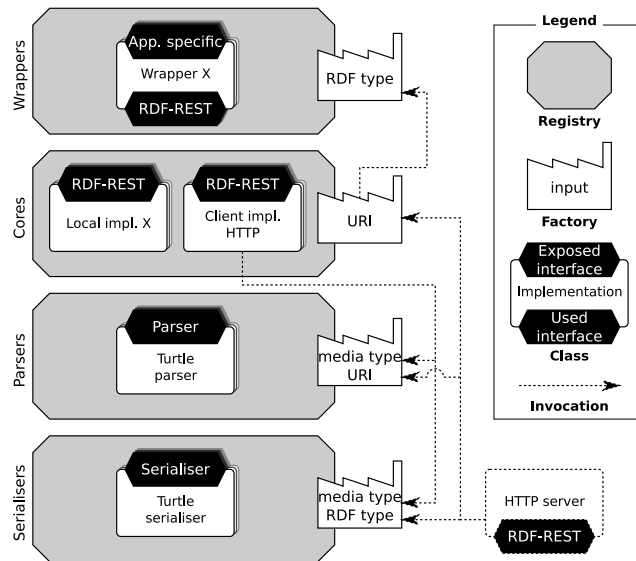 Wrappers
App. specific
Wrapper X
RDF-REST
RDF type
Cores
RDF-REST
Local impl. X
RDF-REST
Client impl.
HTTP
URI
Parsers
Parser
Turtle
parser
media type
URI
Serialisers
Serialiser
Turtle
serialiser
media type
RDF type
HTTP server
RDF-REST
Legend
Registry
input
Factory
Exposed
interface
Implementation
Used
interface
Class
Invocation